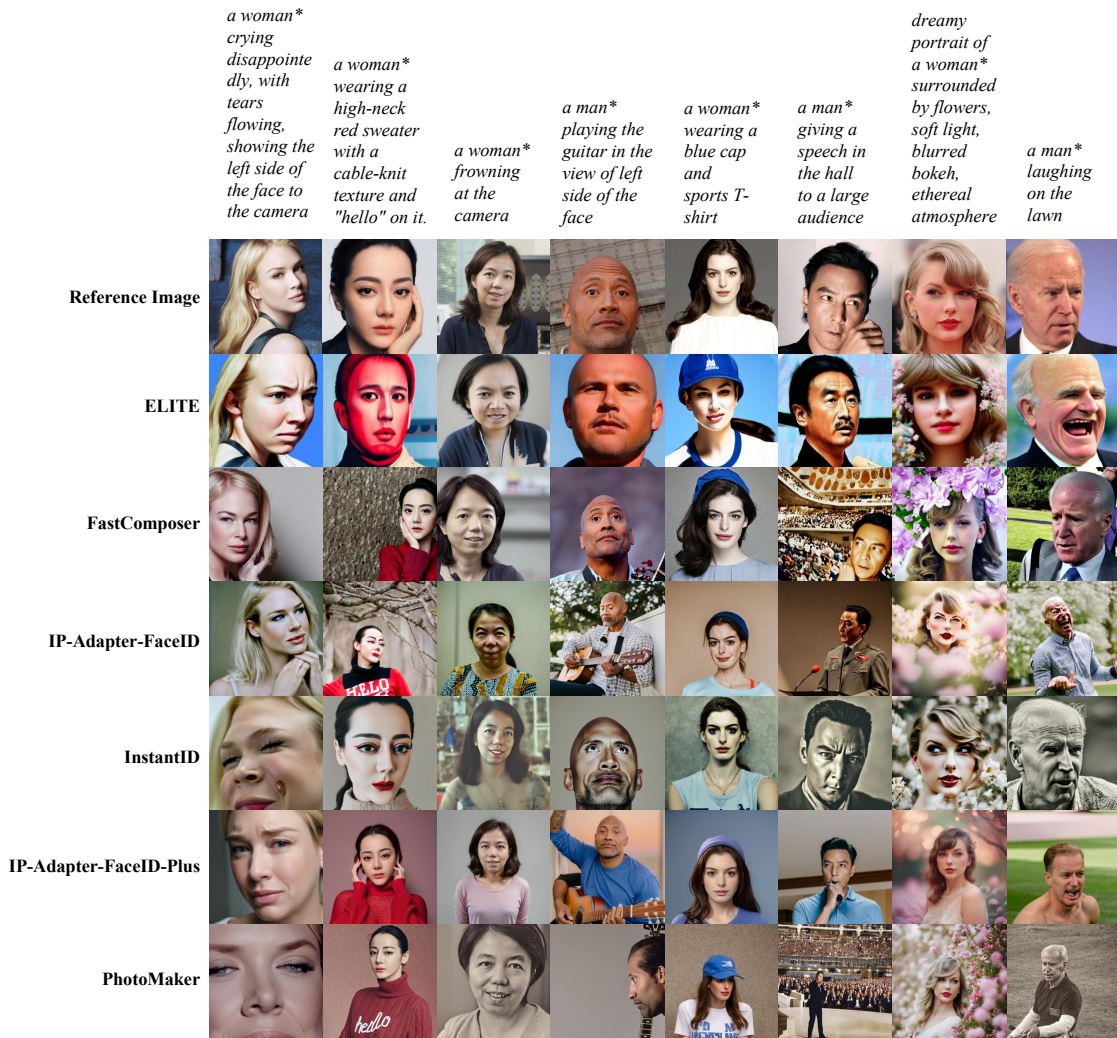 a woman*
crying
disappointe
dly, with
tears
flowing,
showing the
left side of
the face to
the camera
a woman*
wearing a
high-neck
red sweater
with a
cable-knit
texture and
"hello" on it.
a woman*
frowning
at the
camera
a man*
playing the
guitar in the
view of left
side of the
face
a woman*
wearing a
blue cap
and
sports T-
shirt
a man*
giving a
speech in
the hall
to a large
audience
dreamy
portrait of
a woman*
surrounded
by flowers,
soft light,
blurred
bokeh,
ethereal
atmosphere
a man*
laughing
on the
lawn
Reference Image
ELITE
FastComposer
IP-Adapter-FaceID
HELLO
InstantID
IP-Adapter-FaceID-Plus
PhotoMaker